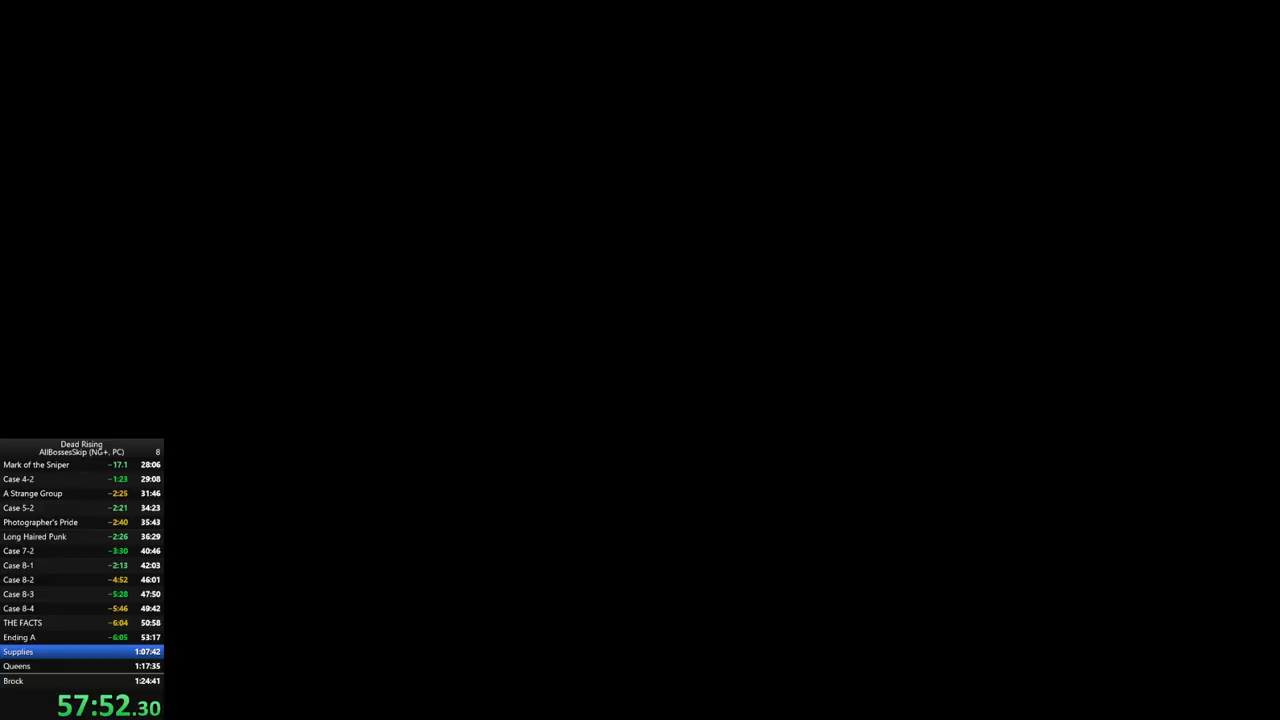 Dead Rising
AllBossesSkip (NG+, PC) 8
Mark of the Sniper −17.1 28:06
Case 4-2 −1:23 29:08
A Strange Group −2:25 31:46
Case 5-2 −2:21 34:23
Photographer's Pride −2:40 35:43
Long Haired Punk −2:26 36:29
Case 7-2 −3:30 40:46
Case 8-1 −2:13 42:03
Case 8-2 −4:52 46:01
Case 8-3 −5:28 47:50
Case 8-4 −5:46 49:42
THE FACTS −6:04 50:58
Ending A −6:05 53:17
Supplies 1:07:42
Queens 1:17:35
Brock 1:24:41
57:52.30